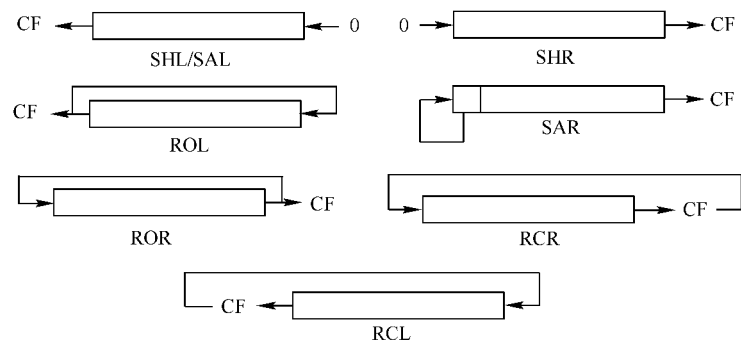 CF 0 0 CF
SHL/SAL SHR
CF CF
ROL SAR
CF CF
ROR RCR
CF
RCL